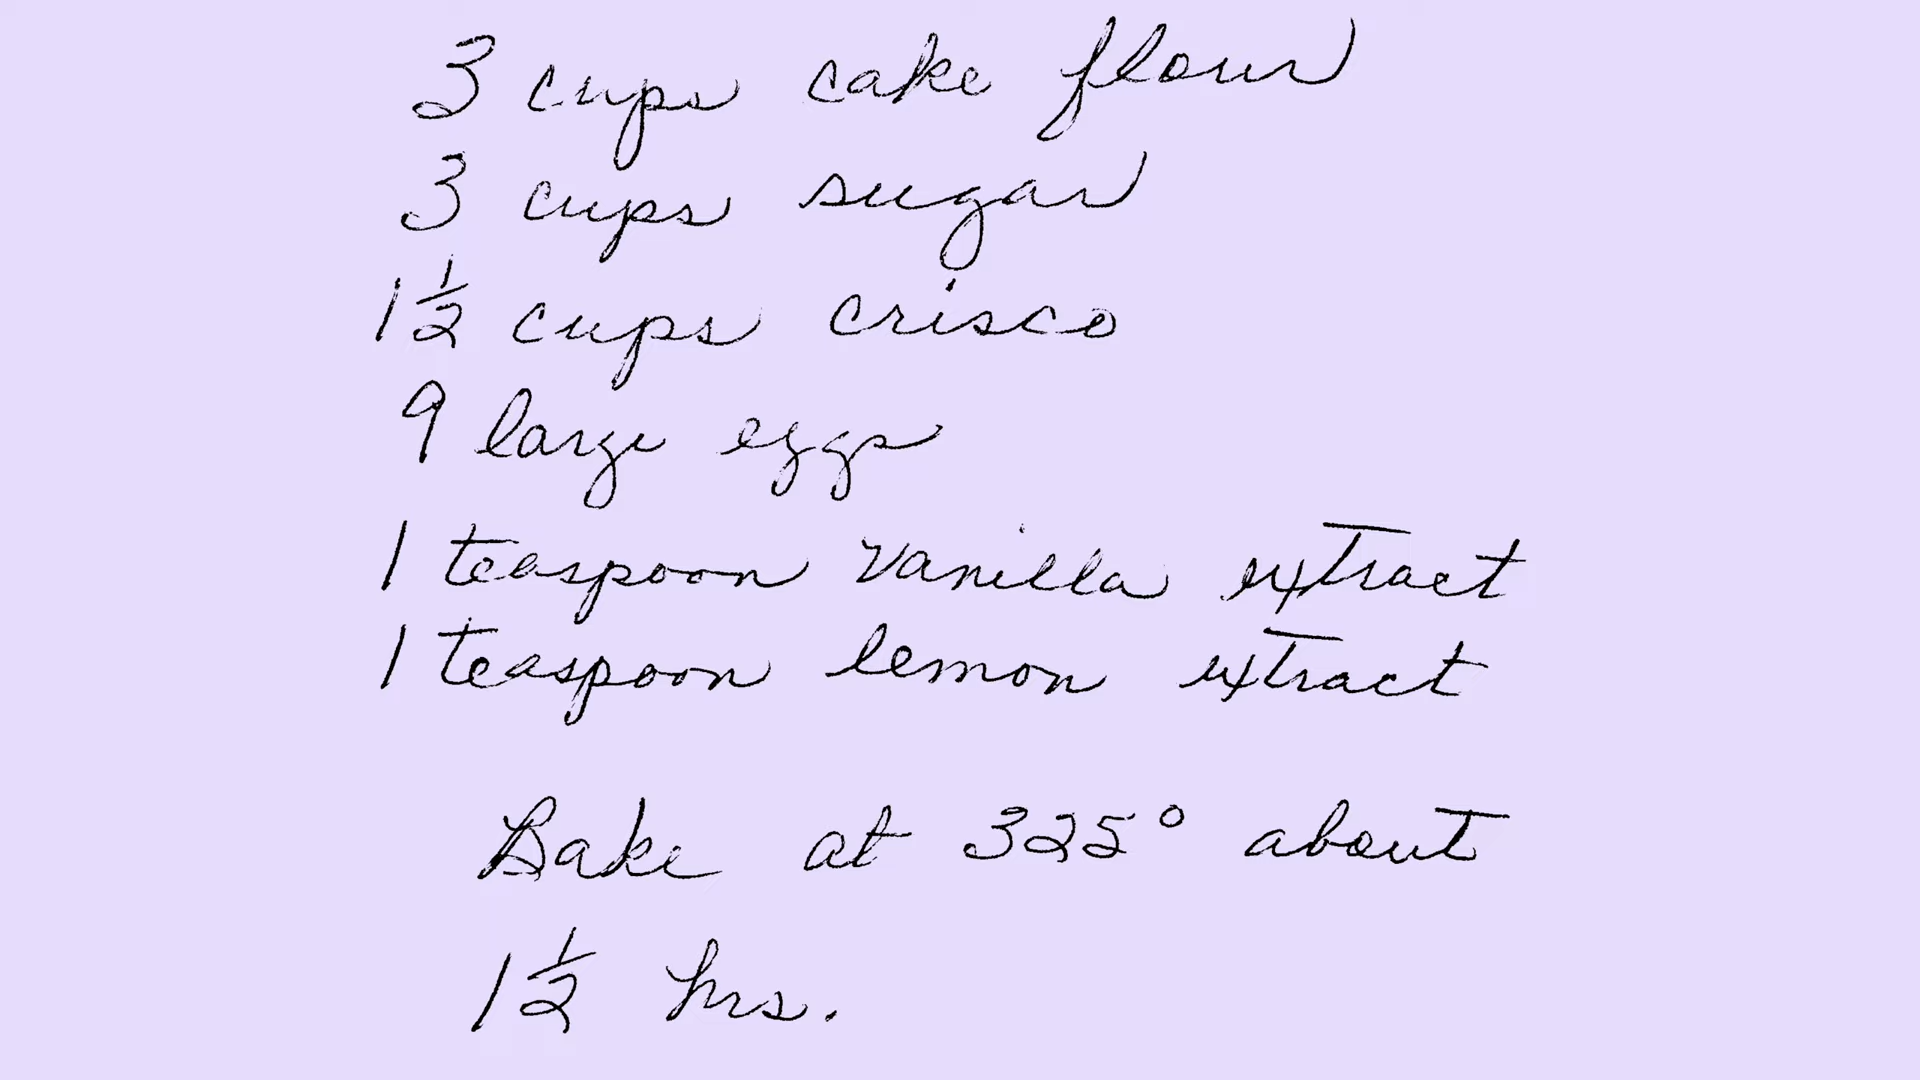 3 cups cake flour
3 cups sugar
1½ cups crisco
9 large eggs
1 teaspoon vanilla extract
1 teaspoon lemon extract
Bake at 325° about
1½ hrs.